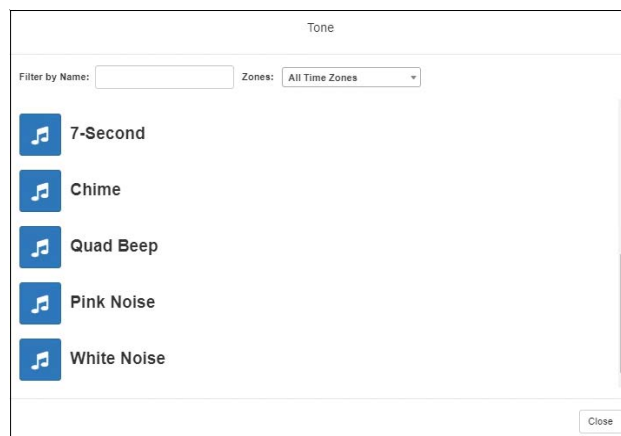 Tone
Filter by Name: Zones: All Time Zones
7-Second
Chime
Quad Beep
Pink Noise
White Noise
Close